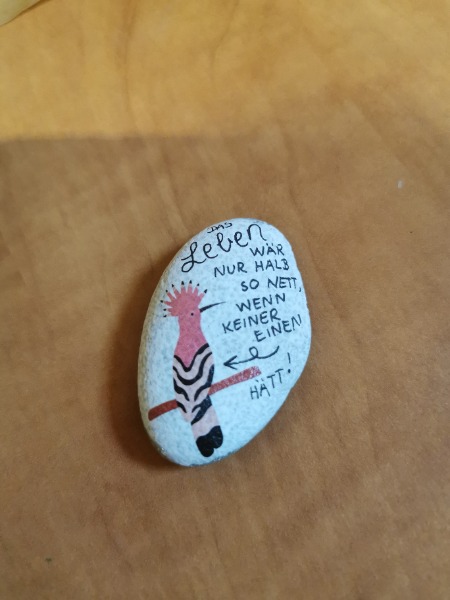 DAS
Leben
WÄR
NUR HALB
SO NETT,
WENN
KEINER
EINEN
HÄTT!